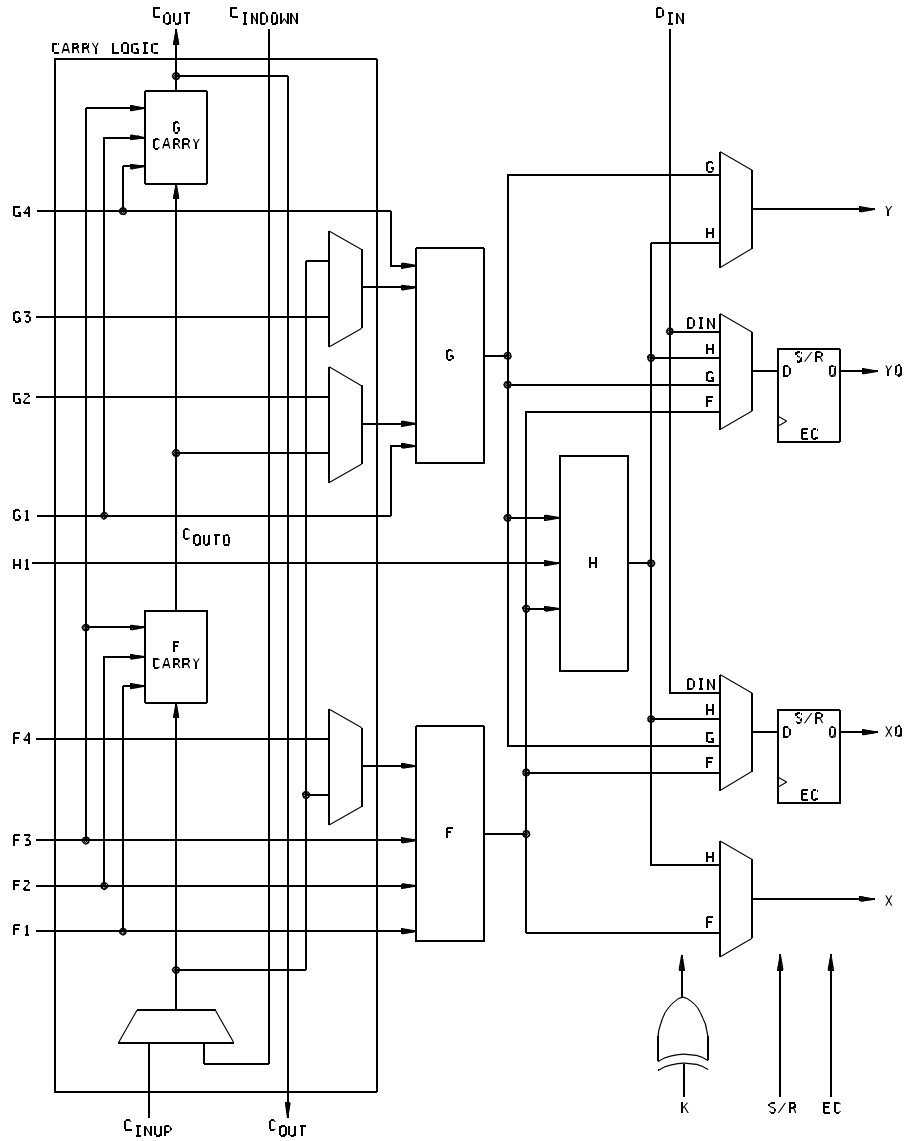 COUT CINDOWN DIN
CARRY LOGIC
G
CARRY
G
G4 Y
H
G3 DIN
S/R
H
G D Q YQ
G2 G
F
EC
G1
COUT0
H1 H
F
CARRY
DIN
S/R
H
F4 D Q XQ
G
F
EC
F3 F
H
F2
X
F1 F
CINUP COUT K S/R EC